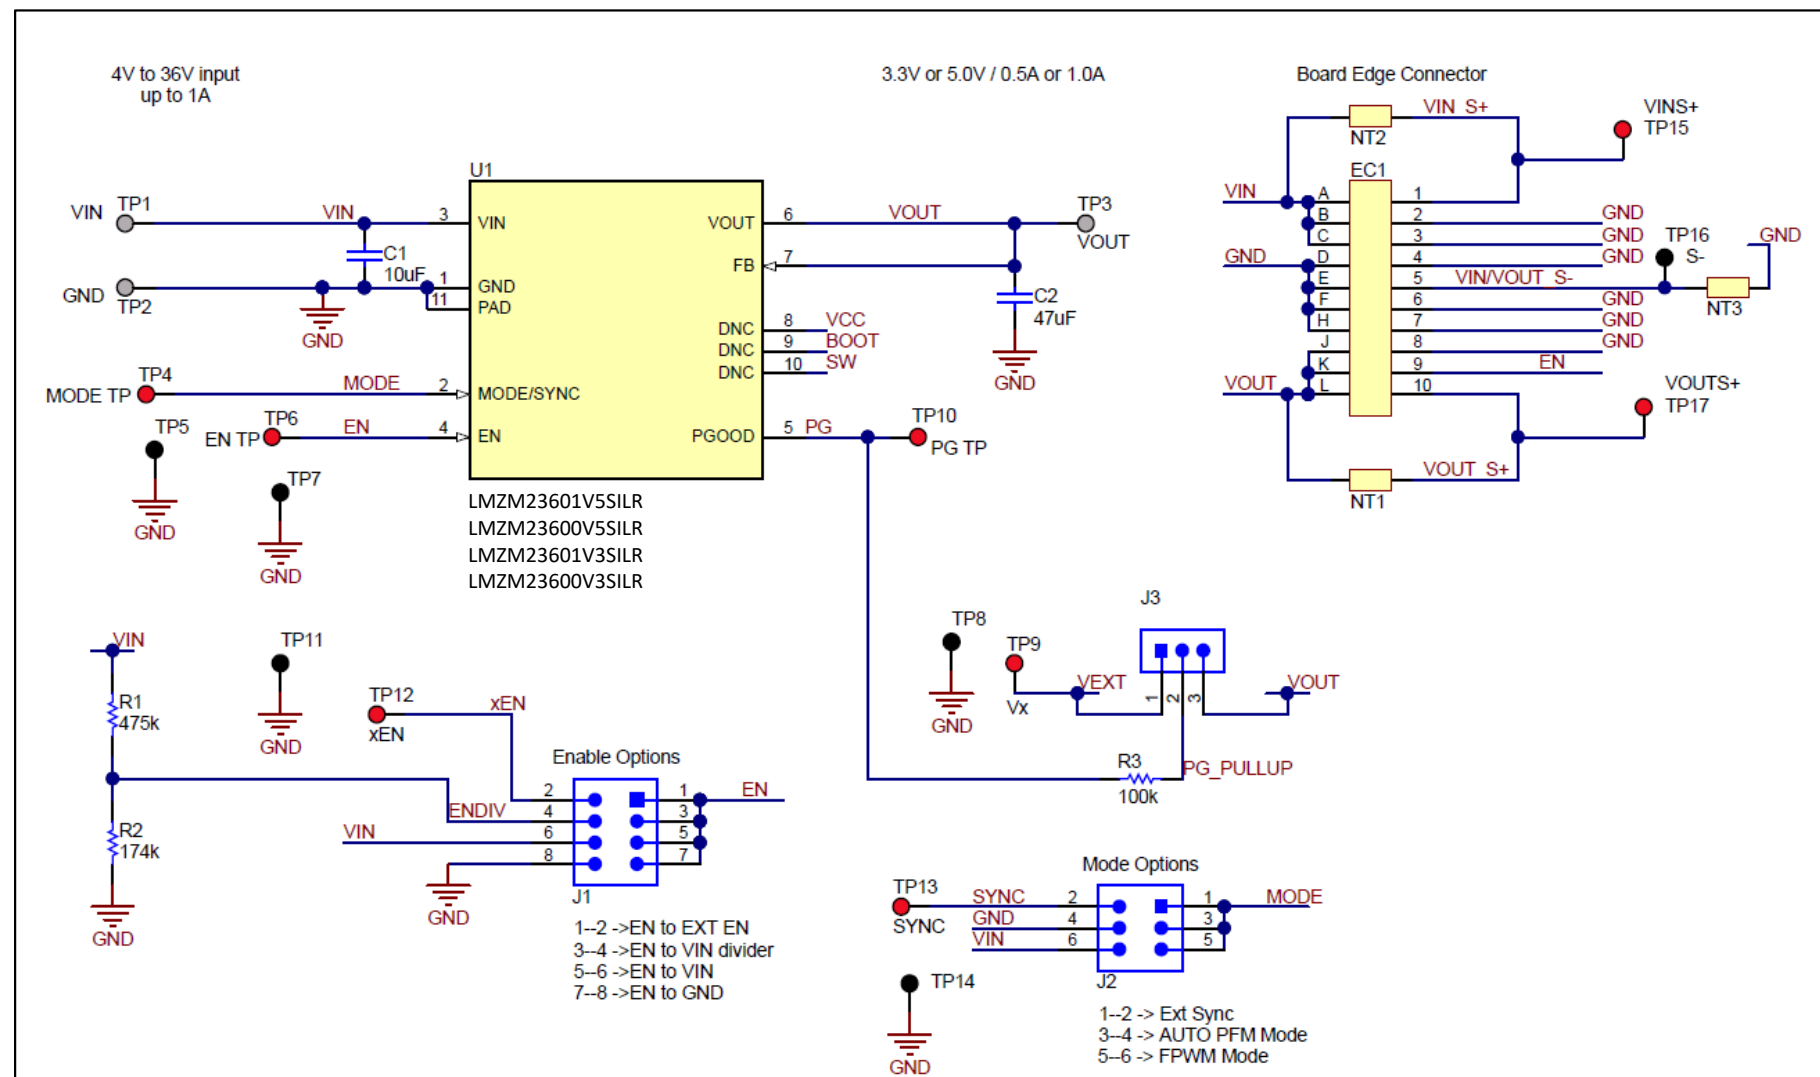 4V to 36V input
up to 1A
3.3V or 5.0V / 0.5A or 1.0A
Board Edge Connector
U1
VIN
TP1
VIN
3
VIN
C1
10uF
GND
TP2
GND
1
GND
11
PAD
MODE TP
TP4
MODE
2
MODE/SYNC
TP5
GND
EN TP
TP6
EN
4
EN
TP7
GND
VOUT
6
VOUT
TP3
VOUT
FB
7
C2
47uF
GND
DNC
8
VCC
DNC
9
BOOT
DNC
10
SW
PGOOD
5
PG
TP10
PG TP
LMZM23601V5SILR
LMZM23600V5SILR
LMZM23601V3SILR
LMZM23600V3SILR
VIN S+
NT2
VINS+
TP15
EC1
VIN
A
B
C
GND
D
E
F
H
J
K
VOUT
L
1
2
GND
3
GND
4
GND
5
VIN/VOUT S-
6
GND
7
GND
8
GND
9
EN
10
TP16
S-
NT3
GND
VOUTS+
TP17
VOUT S+
NT1
VIN
R1
475k
R2
174k
GND
TP11
GND
TP12
xEN
xEN
Enable Options
2
1
EN
ENDIV
4
3
VIN
6
5
8
7
GND
J1
1--2 ->EN to EXT EN
3--4 ->EN to VIN divider
5--6 ->EN to VIN
7--8 ->EN to GND
TP8
GND
TP9
Vx
VEXT
J3
1
2
3
VOUT
R3
100k
PG_PULLUP
Mode Options
TP13
SYNC
SYNC
2
1
MODE
GND
4
3
VIN
6
5
J2
TP14
GND
1--2 -> Ext Sync
3--4 -> AUTO PFM Mode
5--6 -> FPWM Mode